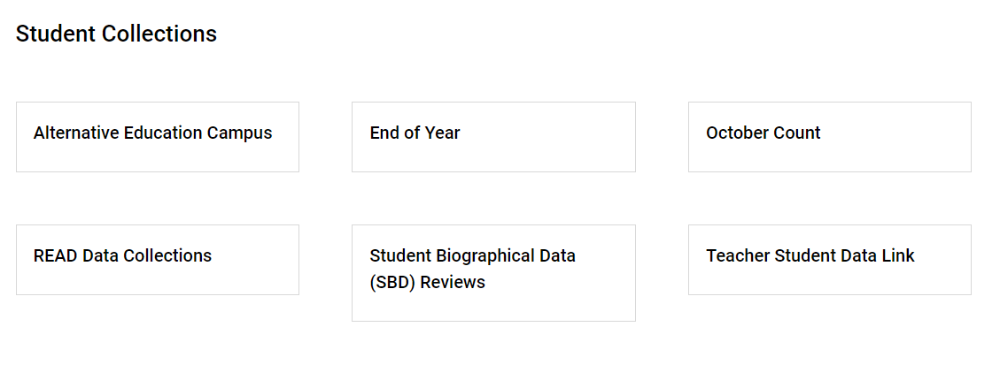 Student Collections
Alternative Education Campus
End of Year
October Count
READ Data Collections
Student Biographical Data
(SBD) Reviews
Teacher Student Data Link